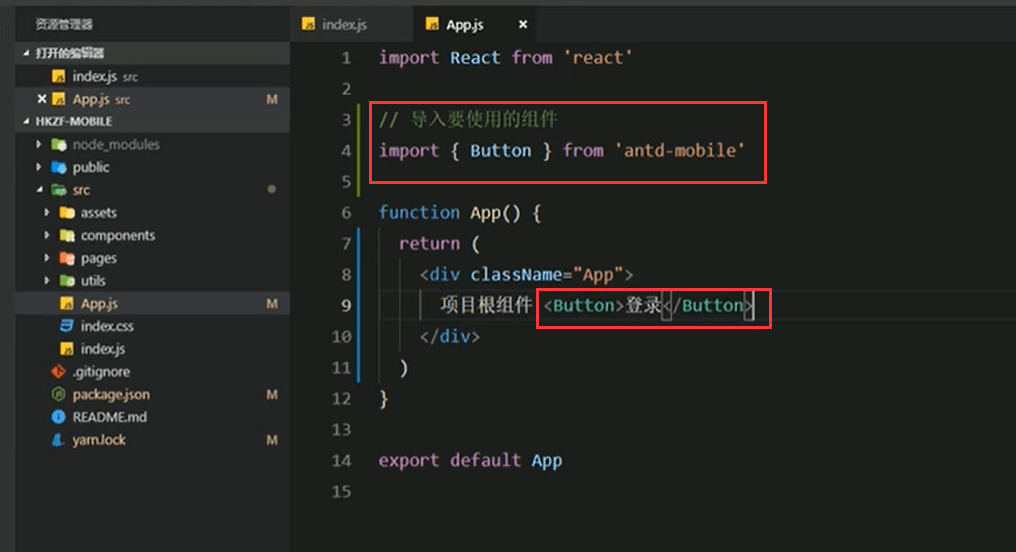 资源管理器
打开的编辑器
index.js src
App.js src M
HKZF-MOBILE
node_modules
public
src
assets
components
pages
utils
App.js M
index.css
index.js
.gitignore
package.json M
README.md
yarn.lock M
index.js App.js
1 import React from 'react'
2
3 // 导入要使用的组件
4 import { Button } from 'antd-mobile'
5
6 function App() {
7 return (
8 <div className="App">
9 项目根组件 <Button>登录</Button>
10 </div>
11 )
12 }
13
14 export default App
15